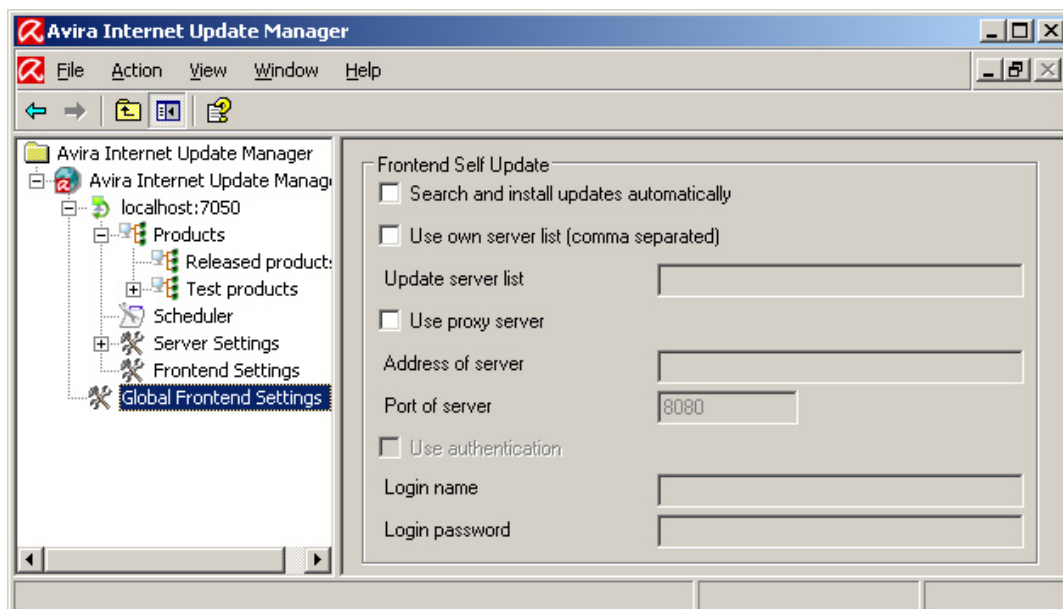 Avira Internet Update Manager
File Action View Window Help
Avira Internet Update Manager
Avira Internet Update Manag
localhost:7050
Products
Released product
Test products
Scheduler
Server Settings
Frontend Settings
Global Frontend Settings
Frontend Self Update
Search and install updates automatically
Use own server list (comma separated)
Update server list
Use proxy server
Address of server
Port of server 8080
Use authentication
Login name
Login password